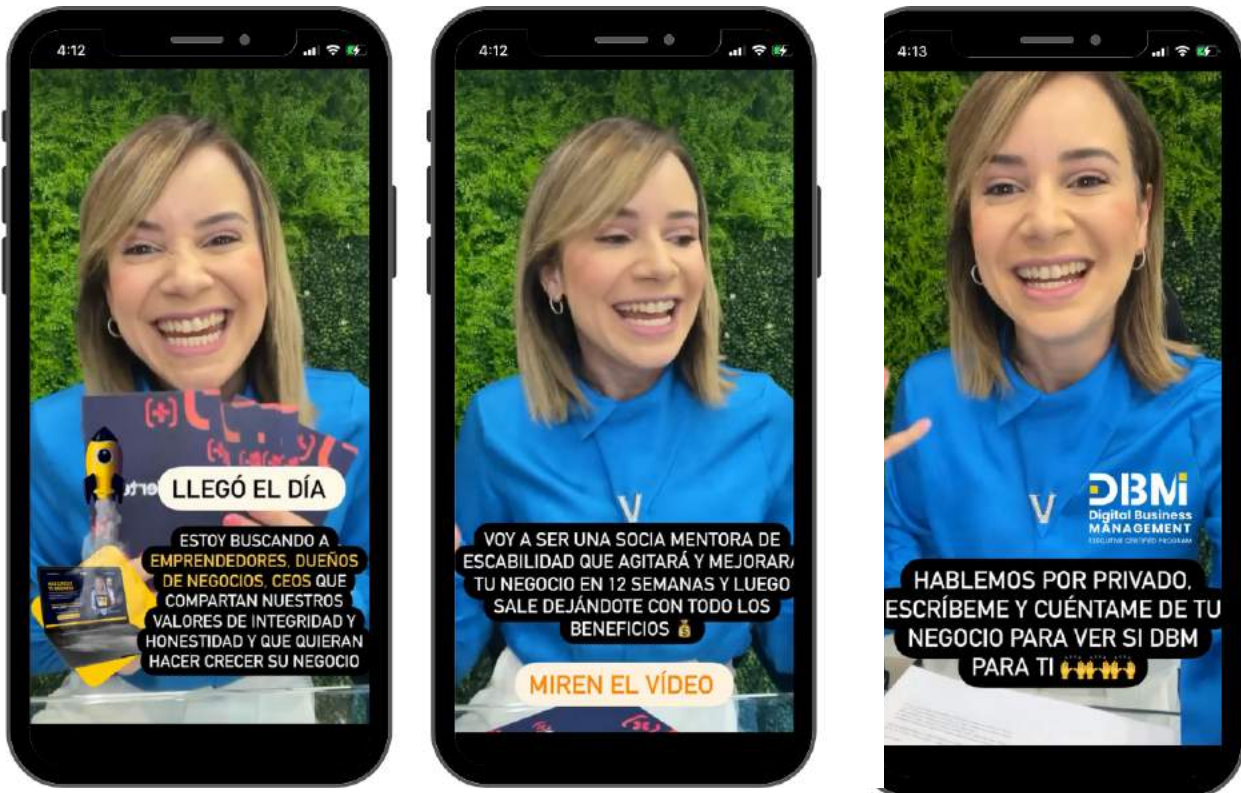 4:12
LLEGÓ EL DÍA
ESTOY BUSCANDO A
EMPRENDEDORES, DUEÑOS
DE NEGOCIOS, CEOS QUE
COMPARTAN NUESTROS
VALORES DE INTEGRIDAD Y
HONESTIDAD Y QUE QUIERAN
HACER CRECER SU NEGOCIO
4:12
V
VOY A SER UNA SOCIA MENTORA DE
ESCABILIDAD QUE AGITARÁ Y MEJORARA
TU NEGOCIO EN 12 SEMANAS Y LUEGO
SALE DEJÁNDOTE CON TODO LOS
BENEFICIOS
MIREN EL VÍDEO
4:13
V
DBM
Digital Business
MANAGEMENT
EXECUTIVE CERTIFIED PROGRAM
HABLEMOS POR PRIVADO,
ESCRÍBEME Y CUÉNTAME DE TU
NEGOCIO PARA VER SI DBM
PARA TI